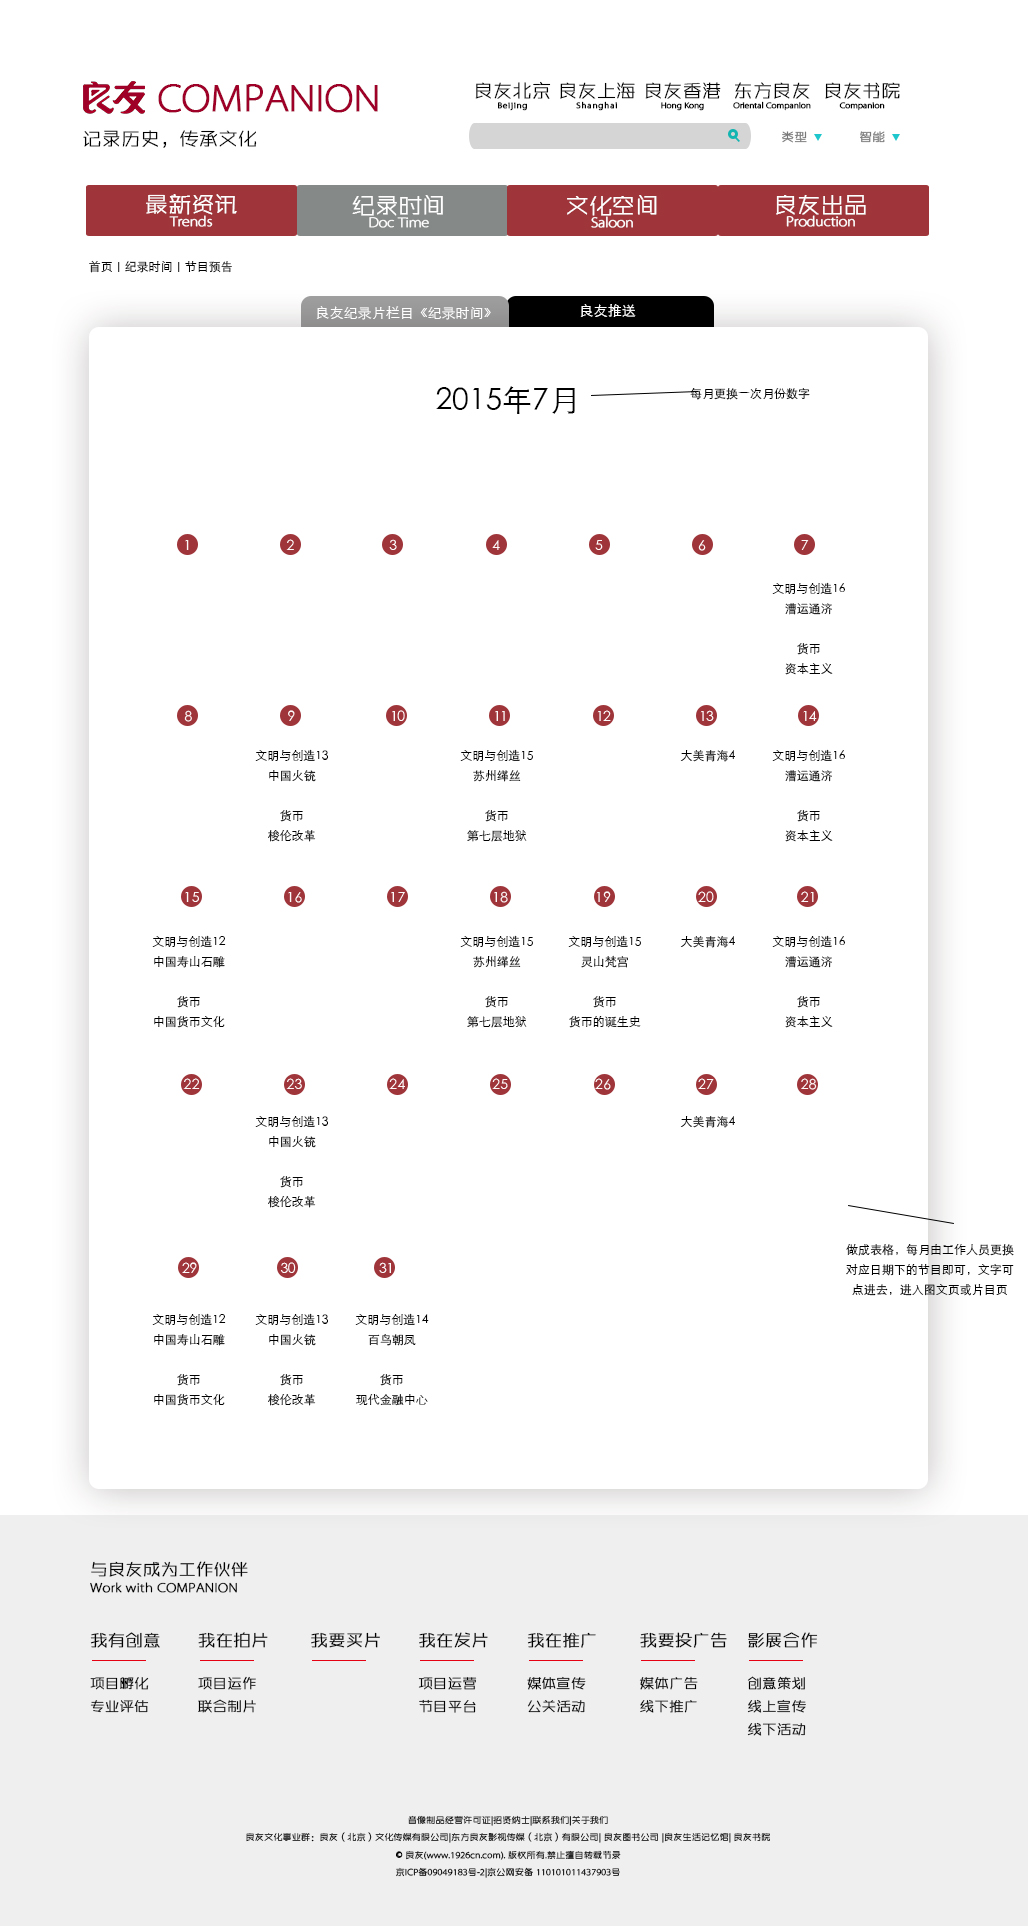 良友 COMPANION
记录历史，传承文化
良友北京 良友上海 良友香港 东方良友 良友书院
Beijing Shanghai Hong Kong Oriental Companion Companion
类型 智能
最新资讯 纪录时间 文化空间 良友出品
Trends Doc Time Saloon Production
首页 | 纪录时间 | 节目预告
良友纪录片栏目《纪录时间》 良友推送
2015年7月 每月更换一次月份数字
1 2 3 4 5 6 7
文明与创造16
漕运通济
货币
资本主义
8 9 10 11 12 13 14
文明与创造13 文明与创造15 大美青海4 文明与创造16
中国火铳 苏州缂丝 漕运通济
货币 货币 货币
梭伦改革 第七层地狱 资本主义
15 16 17 18 19 20 21
文明与创造12 文明与创造15 文明与创造15 大美青海4 文明与创造16
中国寿山石雕 苏州缂丝 灵山梵宫 漕运通济
货币 货币 货币 货币
中国货币文化 第七层地狱 货币的诞生史 资本主义
22 23 24 25 26 27 28
文明与创造13 大美青海4
中国火铳
货币
梭伦改革
做成表格，每月由工作人员更换
对应日期下的节目即可，文字可
点进去，进入图文页或片目页
29 30 31
文明与创造12 文明与创造13 文明与创造14
中国寿山石雕 中国火铳 百鸟朝凤
货币 货币 货币
中国货币文化 梭伦改革 现代金融中心
与良友成为工作伙伴
Work with COMPANION
我有创意 我在拍片 我要买片 我在发片 我在推广 我要投广告 影展合作
项目孵化 项目运作 项目运营 媒体宣传 媒体广告 创意策划
专业评估 联合制片 节目平台 公关活动 线下推广 线上宣传
线下活动
音像制品经营许可证|招贤纳士|联系我们|关于我们
良友文化事业群：良友（北京）文化传媒有限公司|东方良友影视传媒（北京）有限公司| 良友图书公司 |良友生活记忆馆| 良友书院
© 良友(www.1926cn.com). 版权所有.禁止擅自转载节录
京ICP备09049183号-2|京公网安备 110101011437903号